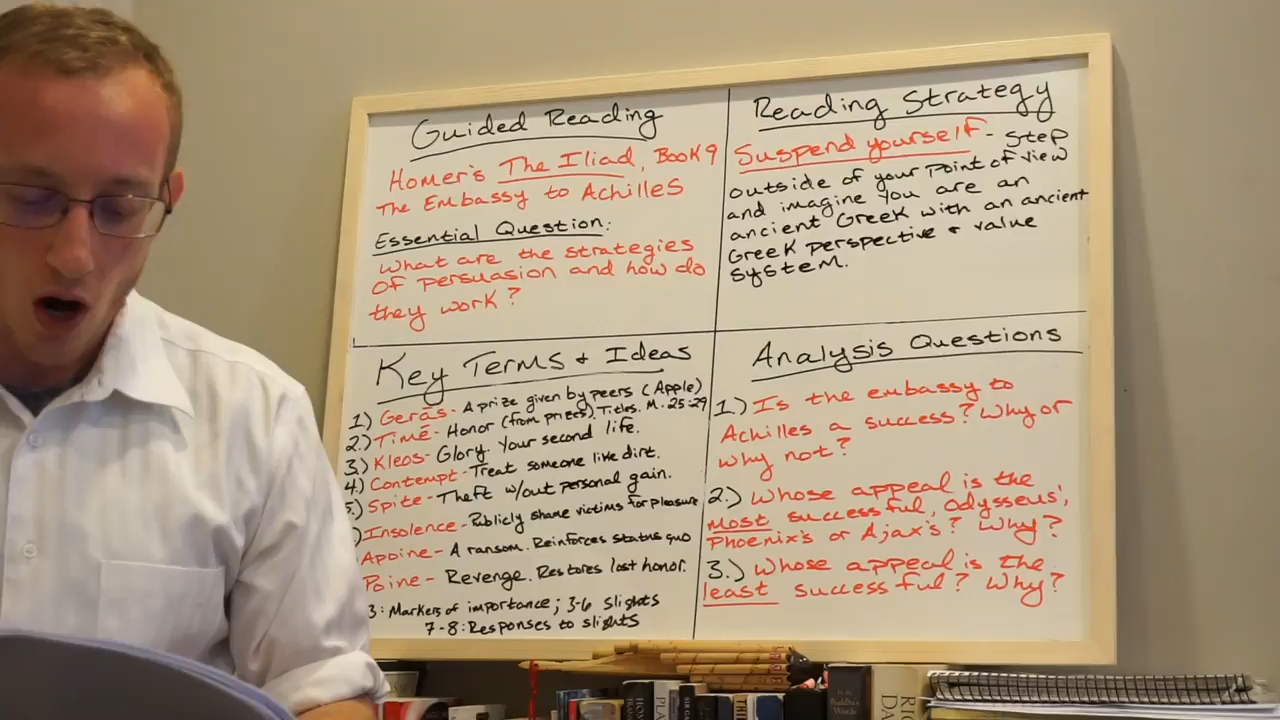 Guided Reading
Homer's The Iliad, Book 9
The Embassy to Achilles
Essential Question:
What are the strategies
of persuasion and how do
they work?
Reading Strategy
Suspend yourself - Step
outside of your point of view
and imagine you are an
ancient Greek with an ancient
Greek perspective + value
system.
Key Terms + Ideas
1) Gerās - A prize given by peers (Apple)
2.) Timē - Honor (from prizes) Titles. M. 25:29
3.) Kleos - Glory. Your second life.
4.) Contempt - Treat someone like dirt.
5.) Spite - Theft w/out personal gain.
) Insolence - Publicly shame victims for pleasure
Apoine - A ransom. Reinforces status quo
Poine - Revenge. Restores lost honor.
3: Markers of importance; 3-6 slights
7-8: Responses to slights
Analysis Questions
1.) Is the embassy to
Achilles a success? Why or
why not?
2.) Whose appeal is the
most successful, Odysseus',
Phoenix's or Ajax's? Why?
3.) Whose appeal is the
least successful? Why?